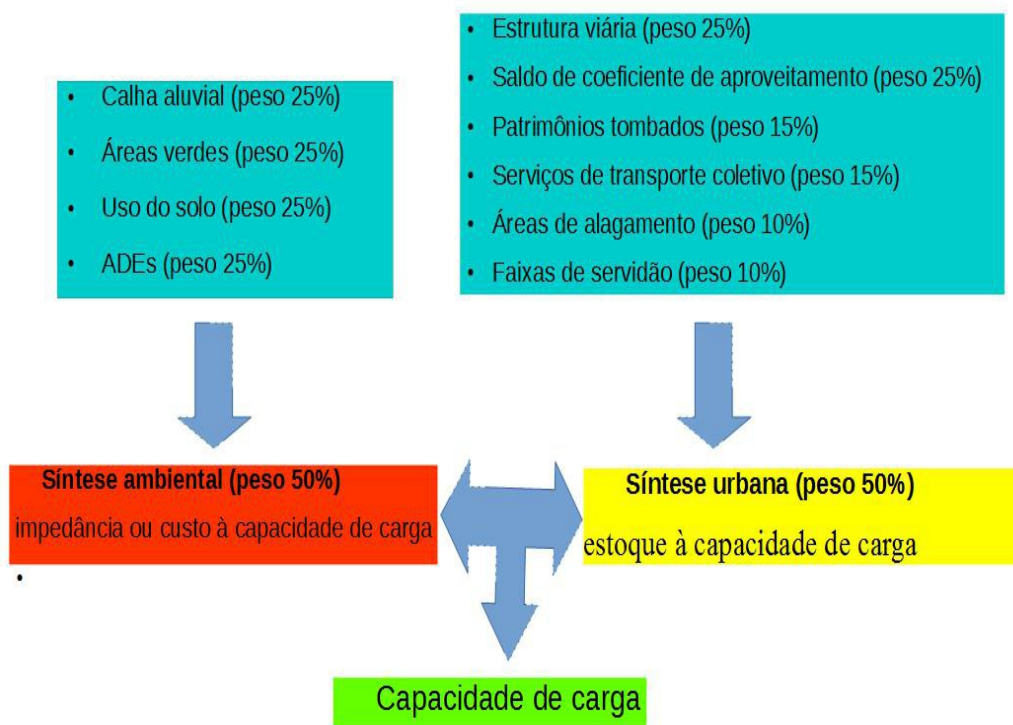 • Calha aluvial (peso 25%)
• Áreas verdes (peso 25%)
• Uso do solo (peso 25%)
• ADEs (peso 25%)
• Estrutura viária (peso 25%)
• Saldo de coeficiente de aproveitamento (peso 25%)
• Patrimônios tombados (peso 15%)
• Serviços de transporte coletivo (peso 15%)
• Áreas de alagamento (peso 10%)
• Faixas de servidão (peso 10%)
Síntese ambiental (peso 50%)
impedância ou custo à capacidade de carga
•
Síntese urbana (peso 50%)
estoque à capacidade de carga
Capacidade de carga